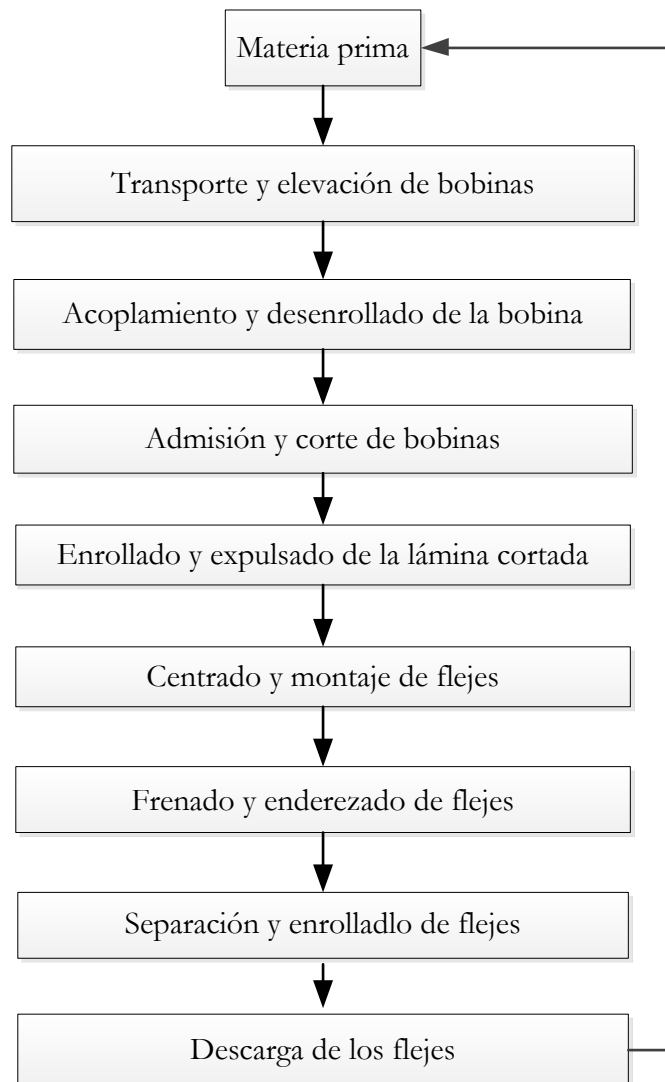 Materia prima
Transporte y elevación de bobinas
Acoplamiento y desenrollado de la bobina
Admisión y corte de bobinas
Enrollado y expulsado de la lámina cortada
Centrado y montaje de flejes
Frenado y enderezado de flejes
Separación y enrolladlo de flejes
Descarga de los flejes